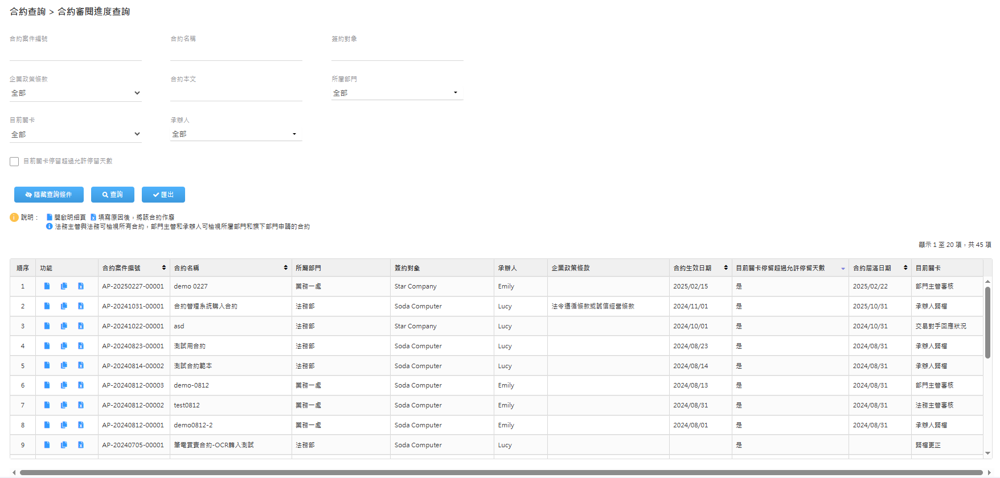 合約查詢 > 合約審閱進度查詢
合約案件編號 合約名稱 簽約對象
企業政策條款 合約本文 所屬部門
全部 全部
目前關卡 承辦人
全部 全部
目前關卡停留超過允許停留天數
隱藏查詢條件 查詢 匯出
說明： 開啟明細頁 填寫原因後，將該合約作廢
法務主管與法務可檢視所有合約，部門主管和承辦人可檢視所屬部門和旗下部門申請的合約
顯示 1 至 20 項，共 45 項
順序 功能 合約案件編號 合約名稱 所屬部門 簽約對象 承辦人 企業政策條款 合約生效日期 目前關卡停留超過允許停留天數 合約屆滿日期 目前關卡
1 AP-20250227-00001 demo 0227 業務一處 Star Company Emily 2025/02/15 是 2025/02/22 部門主管審核
2 AP-20241031-00001 合約管理系統購入合約 法務部 Soda Computer Lucy 法令遵循條款或誠信經營條款 2024/11/01 是 2025/10/31 承辦人歸檔
3 AP-20241022-00001 asd 法務部 Star Company Lucy 2024/10/01 是 2024/10/31 交易對手回應狀況
4 AP-20240823-00001 測試用合約 法務部 Soda Computer Lucy 2024/08/23 是 2024/08/31 承辦人歸檔
5 AP-20240814-00002 測試合約範本 法務部 Soda Computer Lucy 2024/08/14 是 2024/08/31 承辦人歸檔
6 AP-20240812-00003 demo-0812 業務一處 Soda Computer Emily 2024/08/13 是 2024/08/31 部門主管審核
7 AP-20240812-00002 test0812 業務一處 Soda Computer Emily 2024/08/31 是 2024/08/31 法務主管審核
8 AP-20240812-00001 demo0812-2 業務一處 Soda Computer Emily 2024/08/01 是 2024/08/31 承辦人歸檔
9 AP-20240705-00001 筆電買賣合約-OCR轉入測試 法務部 Soda Computer Lucy 是 歸檔更正